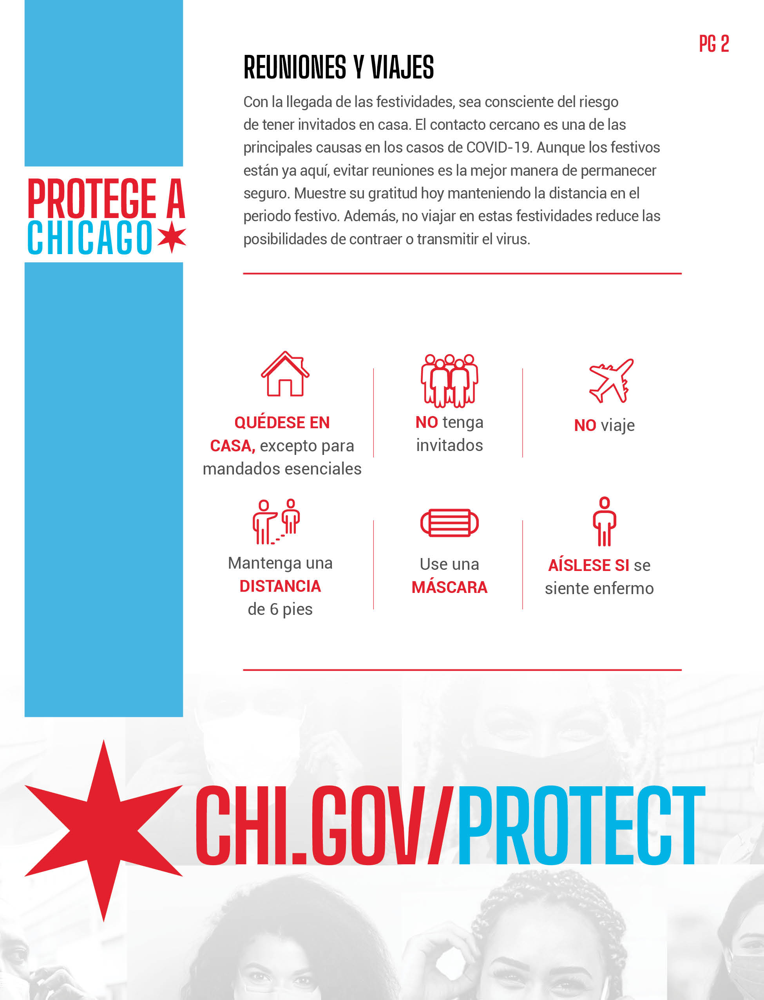 PG 2
REUNIONES Y VIAJES
Con la llegada de las festividades, sea consciente del riesgo
de tener invitados en casa. El contacto cercano es una de las
principales causas en los casos de COVID-19. Aunque los festivos
están ya aquí, evitar reuniones es la mejor manera de permanecer
seguro. Muestre su gratitud hoy manteniendo la distancia en el
periodo festivo. Además, no viajar en estas festividades reduce las
posibilidades de contraer o transmitir el virus.
PROTEGE A
CHICAGO
QUÉDESE EN
CASA, excepto para
mandados esenciales
NO tenga
invitados
NO viaje
Mantenga una
DISTANCIA
de 6 pies
Use una
MÁSCARA
AÍSLESE SI se
siente enfermo
CHI.GOV/PROTECT